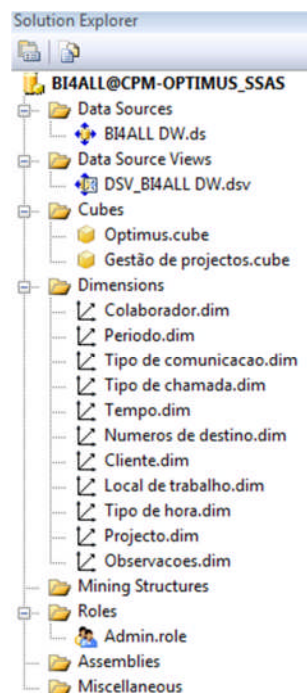 Solution Explorer
BI4ALL@CPM-OPTIMUS_SSAS
Data Sources
BI4ALL DW.ds
Data Source Views
DSV_BI4ALL DW.dsv
Cubes
Optimus.cube
Gestão de projectos.cube
Dimensions
Colaborador.dim
Periodo.dim
Tipo de comunicacao.dim
Tipo de chamada.dim
Tempo.dim
Numeros de destino.dim
Cliente.dim
Local de trabalho.dim
Tipo de hora.dim
Projecto.dim
Observacoes.dim
Mining Structures
Roles
Admin.role
Assemblies
Miscellaneous